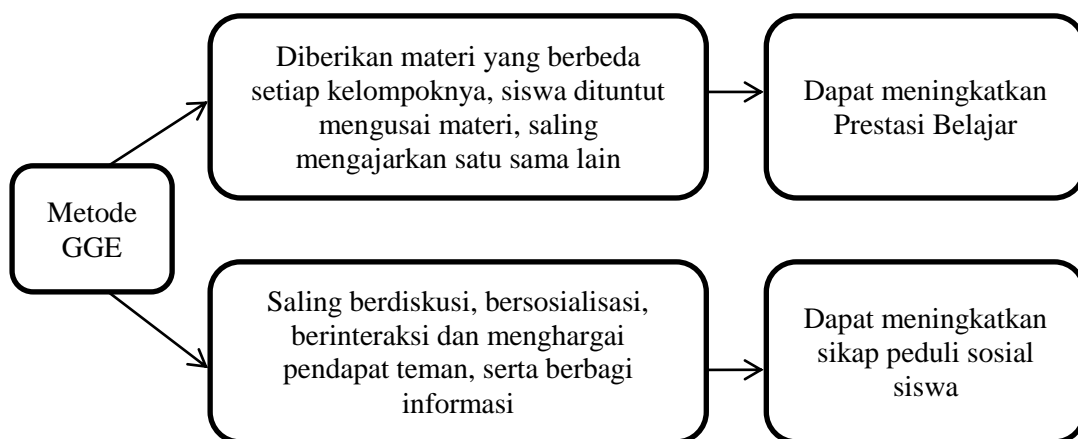 Metode
GGE
Diberikan materi yang berbeda
setiap kelompoknya, siswa dituntut
mengusai materi, saling
mengajarkan satu sama lain
Dapat meningkatkan
Prestasi Belajar
Saling berdiskusi, bersosialisasi,
berinteraksi dan menghargai
pendapat teman, serta berbagi
informasi
Dapat meningkatkan
sikap peduli sosial
siswa